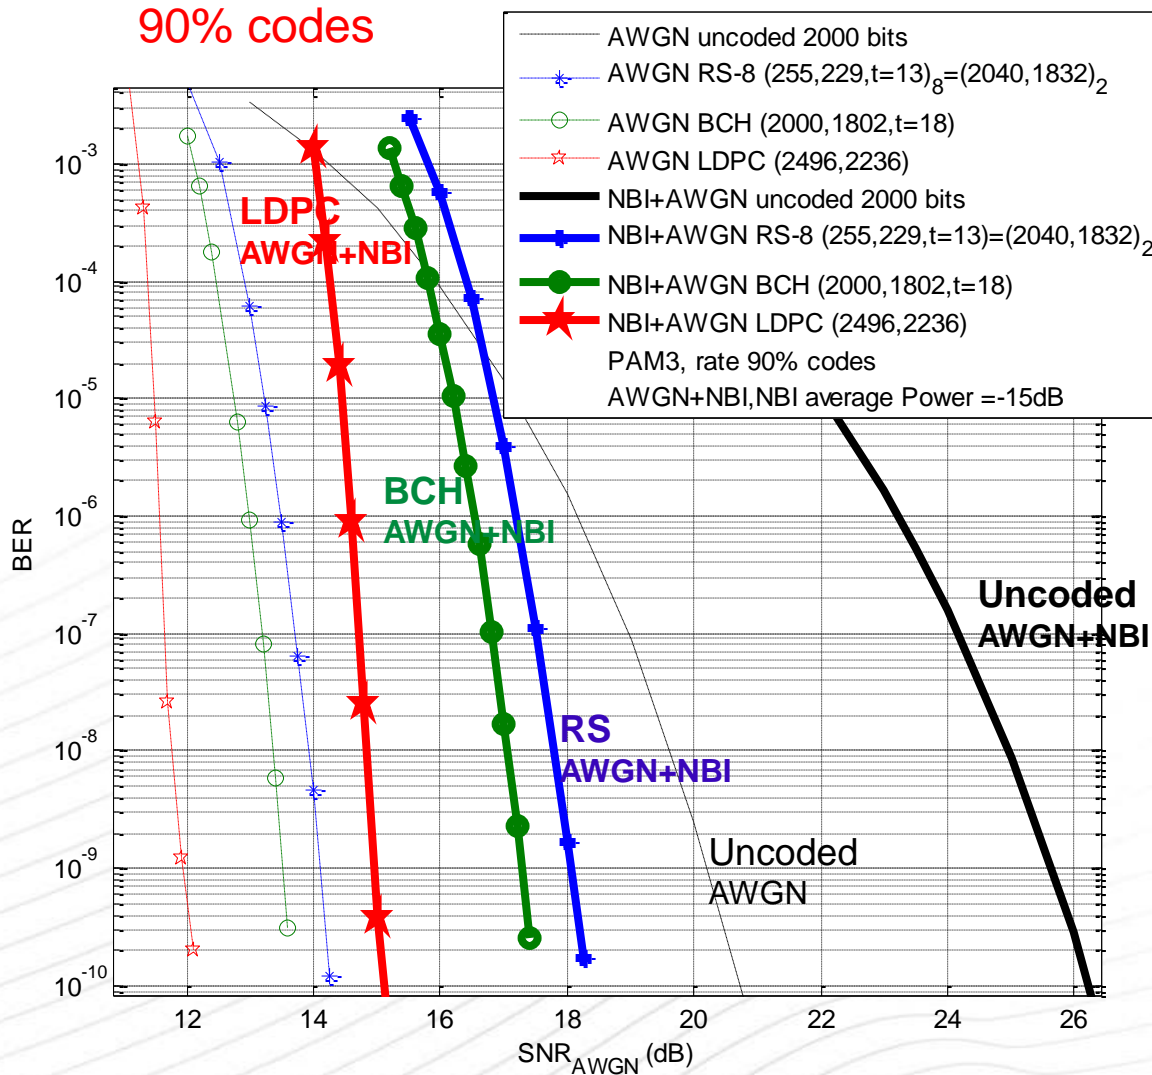 90% codes
AWGN uncoded 2000 bits
AWGN RS-8 (255,229,t=13)₈=(2040,1832)₂
AWGN BCH (2000,1802,t=18)
AWGN LDPC (2496,2236)
NBI+AWGN uncoded 2000 bits
NBI+AWGN RS-8 (255,229,t=13)=(2040,1832)₂
NBI+AWGN BCH (2000,1802,t=18)
NBI+AWGN LDPC (2496,2236)
PAM3, rate 90% codes
AWGN+NBI,NBI average Power =-15dB
10⁻³
10⁻⁴
10⁻⁵
10⁻⁶
10⁻⁷
10⁻⁸
10⁻⁹
10⁻¹⁰
BER
LDPC
AWGN+NBI
BCH
AWGN+NBI
RS
AWGN+NBI
Uncoded
AWGN+NBI
Uncoded
AWGN
12 14 16 18 20 22 24 26
SNR_AWGN (dB)